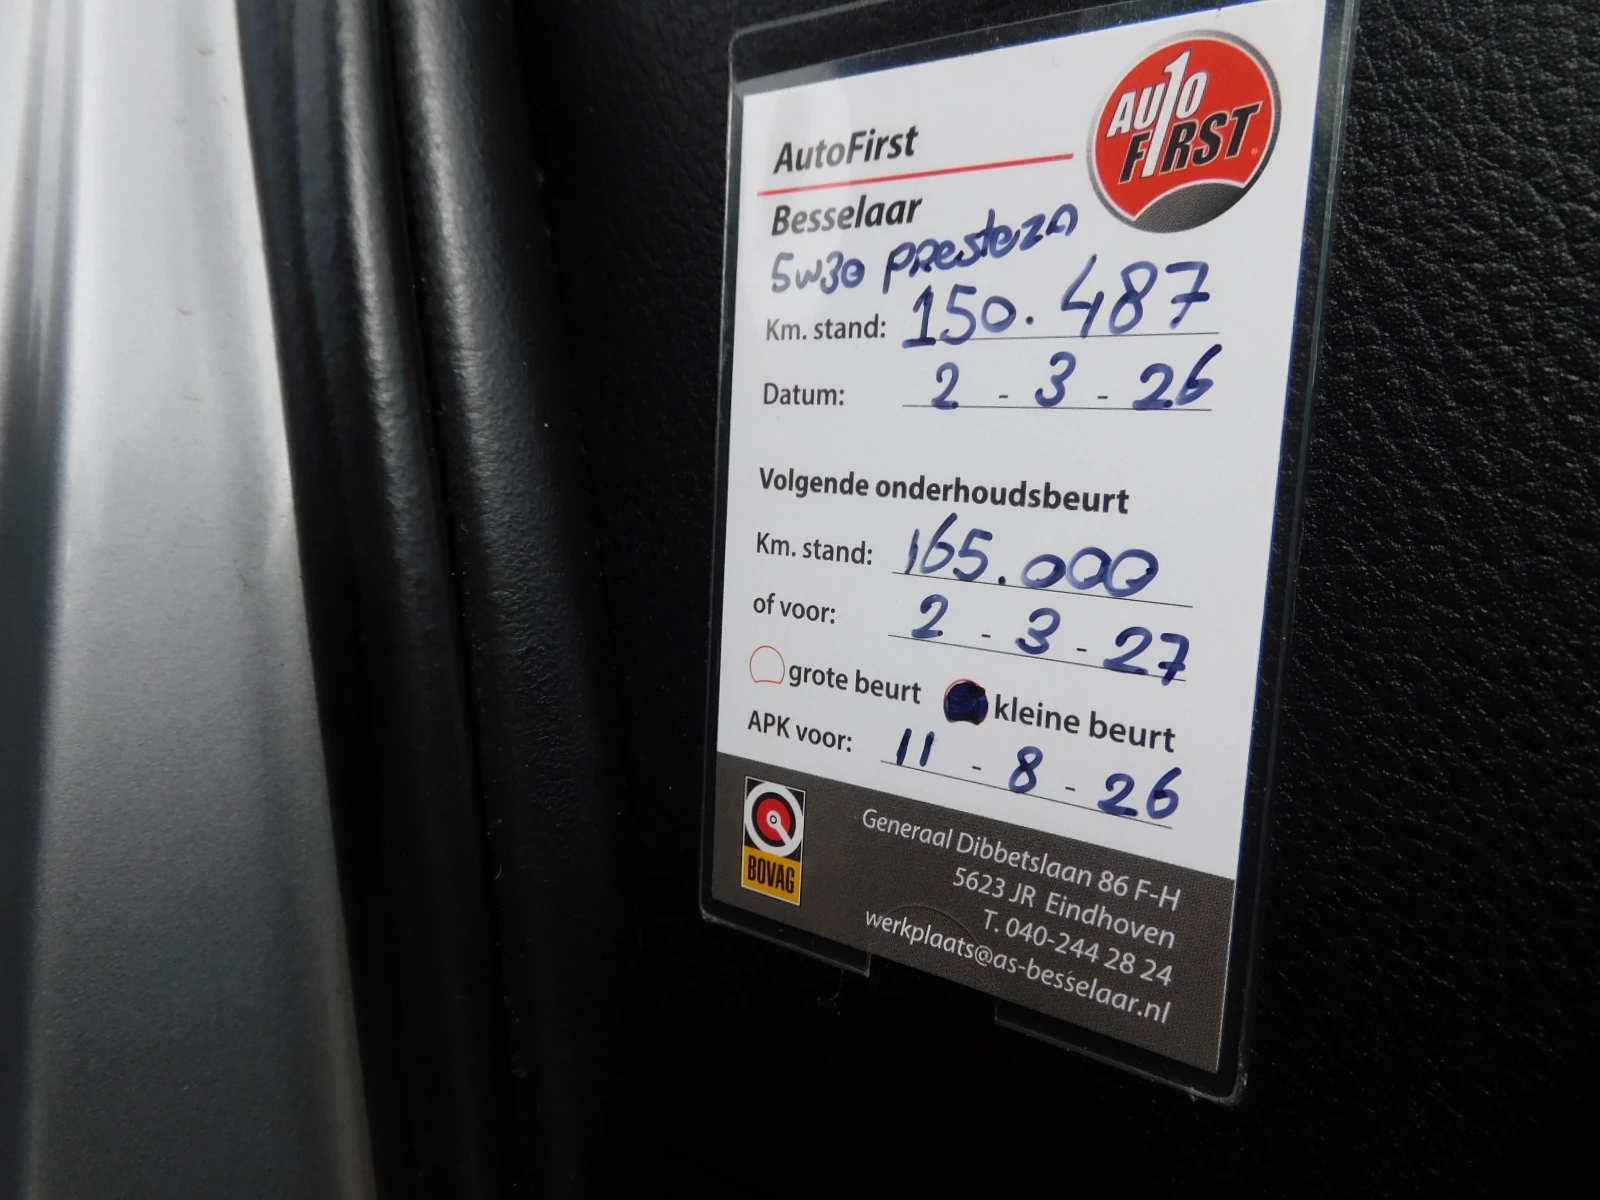 AUTO
FIRST
AutoFirst
Besselaar
5W30 PResteza
Km. stand: 150.487
Datum: 2 - 3 - 26
Volgende onderhoudsbeurt
Km. stand: 165.000
of voor: 2 - 3 - 27
grote beurt kleine beurt
APK voor: 11 - 8 - 26
BOVAG
Generaal Dibbetslaan 86 F-H
5623 JR Eindhoven
T. 040-244 28 24
werkplaats@as-besselaar.nl